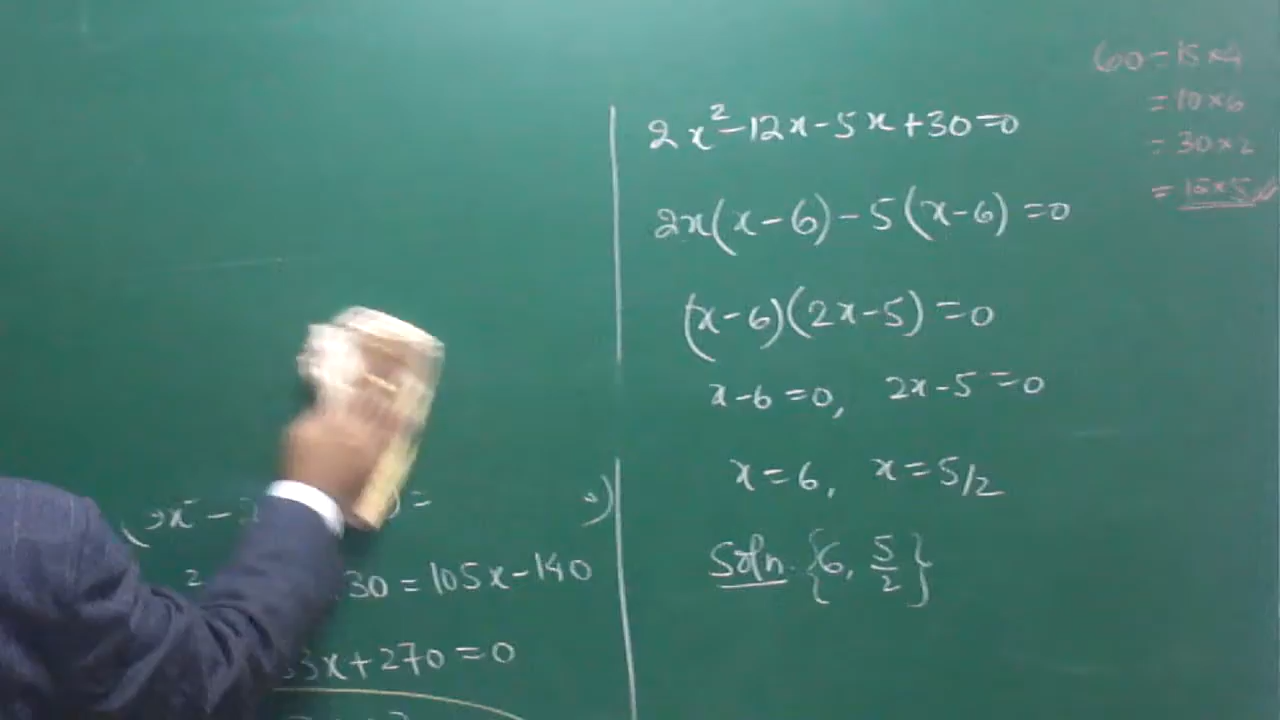 30 = 105x-140
33x+270=0
2x²-12x-5x+30=0
2x(x-6)-5(x-6)=0
(x-6)(2x-5)=0
x-6=0, 2x-5=0
x=6, x=5/2
Soln. {6, 5/2}
60=15×4
=10×6
=30×2